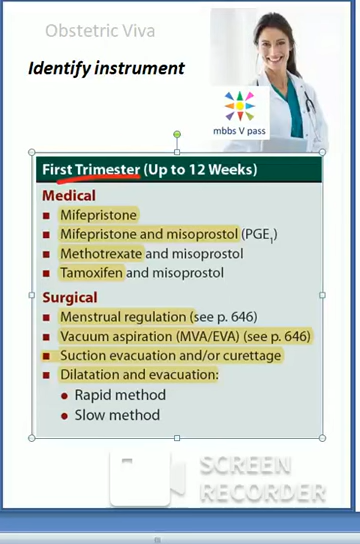 Obstetric Viva
Identify instrument
mbbs V pass
First Trimester (Up to 12 Weeks)
Medical
■ Mifepristone
■ Mifepristone and misoprostol (PGE₁)
■ Methotrexate and misoprostol
■ Tamoxifen and misoprostol
Surgical
■ Menstrual regulation (see p. 646)
■ Vacuum aspiration (MVA/EVA) (see p. 646)
■ Suction evacuation and/or curettage
■ Dilatation and evacuation:
● Rapid method
● Slow method
SCREEN
RECORDER